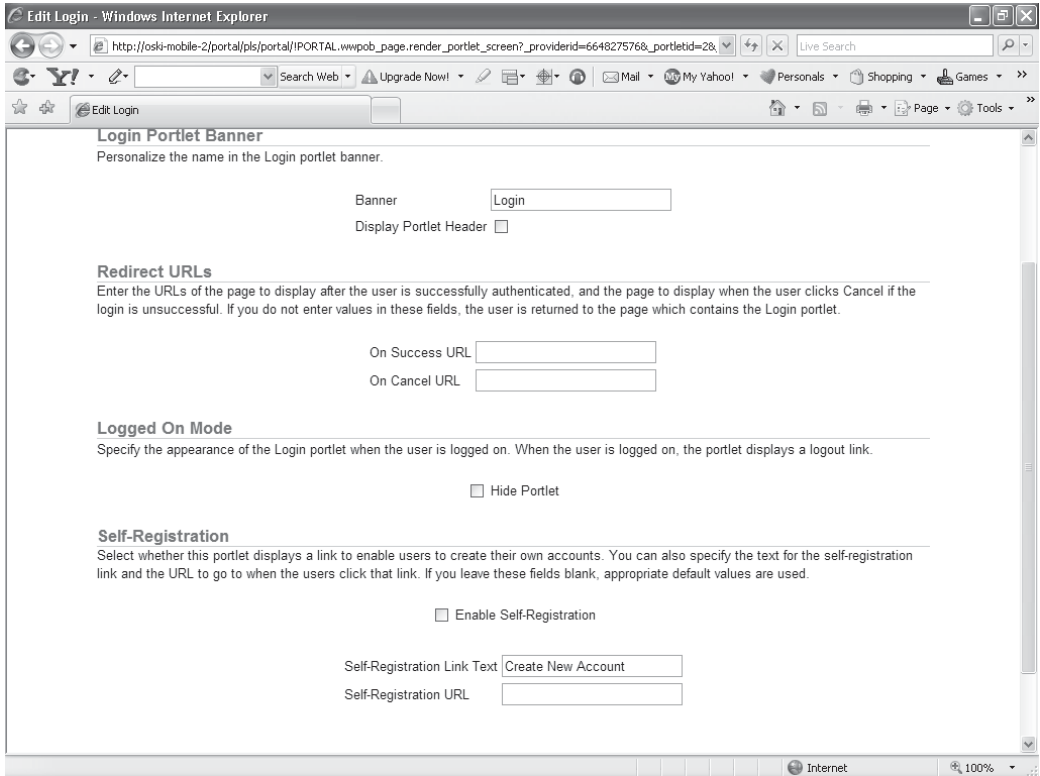 Edit Login - Windows Internet Explorer
http://oski-mobile-2/portal/pls/portal/!PORTAL.wwpob_page.render_portlet_screen?_providerid=664827576&_portletid=2&
Live Search
Y! Search Web Upgrade Now! Mail My Yahoo! Personals Shopping Games »
Edit Login Page Tools »
Login Portlet Banner
Personalize the name in the Login portlet banner.
Banner Login
Display Portlet Header
Redirect URLs
Enter the URLs of the page to display after the user is successfully authenticated, and the page to display when the user clicks Cancel if the
login is unsuccessful. If you do not enter values in these fields, the user is returned to the page which contains the Login portlet.
On Success URL
On Cancel URL
Logged On Mode
Specify the appearance of the Login portlet when the user is logged on. When the user is logged on, the portlet displays a logout link.
Hide Portlet
Self-Registration
Select whether this portlet displays a link to enable users to create their own accounts. You can also specify the text for the self-registration
link and the URL to go to when the users click that link. If you leave these fields blank, appropriate default values are used.
Enable Self-Registration
Self-Registration Link Text Create New Account
Self-Registration URL
Internet 100%